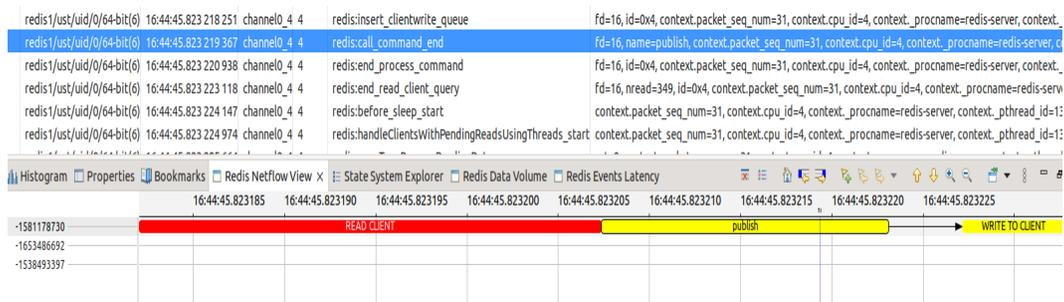 redis1/ust/uid/0/64-bit(6) 16:44:45.823 218 251 channel0_4 4 redis:insert_clientwrite_queue fd=16, id=0x4, context.packet_seq_num=31, context.cpu_id=4, context._procname=redis-server, context.
redis1/ust/uid/0/64-bit(6) 16:44:45.823 219 367 channel0_4 4 redis:call_command_end fd=16, name=publish, context.packet_seq_num=31, context.cpu_id=4, context._procname=redis-server, c
redis1/ust/uid/0/64-bit(6) 16:44:45.823 220 938 channel0_4 4 redis:end_process_command fd=16, id=0x4, context.packet_seq_num=31, context.cpu_id=4, context._procname=redis-server, context.
redis1/ust/uid/0/64-bit(6) 16:44:45.823 223 118 channel0_4 4 redis:end_read_client_query fd=16, nread=349, id=0x4, context.packet_seq_num=31, context.cpu_id=4, context._procname=redis-serv
redis1/ust/uid/0/64-bit(6) 16:44:45.823 224 147 channel0_4 4 redis:before_sleep_start context.packet_seq_num=31, context.cpu_id=4, context._procname=redis-server, context._pthread_id=13
redis1/ust/uid/0/64-bit(6) 16:44:45.823 224 974 channel0_4 4 redis:handleClientsWithPendingReadsUsingThreads_start context.packet_seq_num=31, context.cpu_id=4, context._procname=redis-server, context._pthread_id=13
Histogram Properties Bookmarks Redis Netflow View State System Explorer Redis Data Volume Redis Events Latency
16:44:45.823185 16:44:45.823190 16:44:45.823195 16:44:45.823200 16:44:45.823205 16:44:45.823210 16:44:45.823215 16:44:45.823220 16:44:45.823225
-1581178730 READ CLIENT publish WRITE TO CLIENT
-1653486692
-1538493397